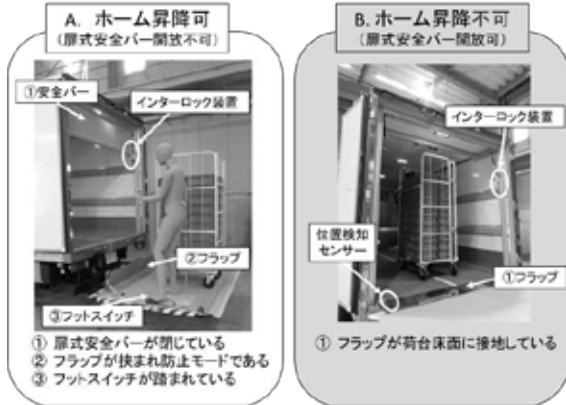 A. ホーム昇降可
(扉式安全バー開放不可)
①安全バー
インターロック装置
②フラップ
③フットスイッチ
① 扉式安全バーが閉じている
② フラップが挟まれ防止モードである
③ フットスイッチが踏まれている
B. ホーム昇降不可
(扉式安全バー開放可)
インターロック装置
位置検知
センサー
①フラップ
① フラップが荷台床面に接地している